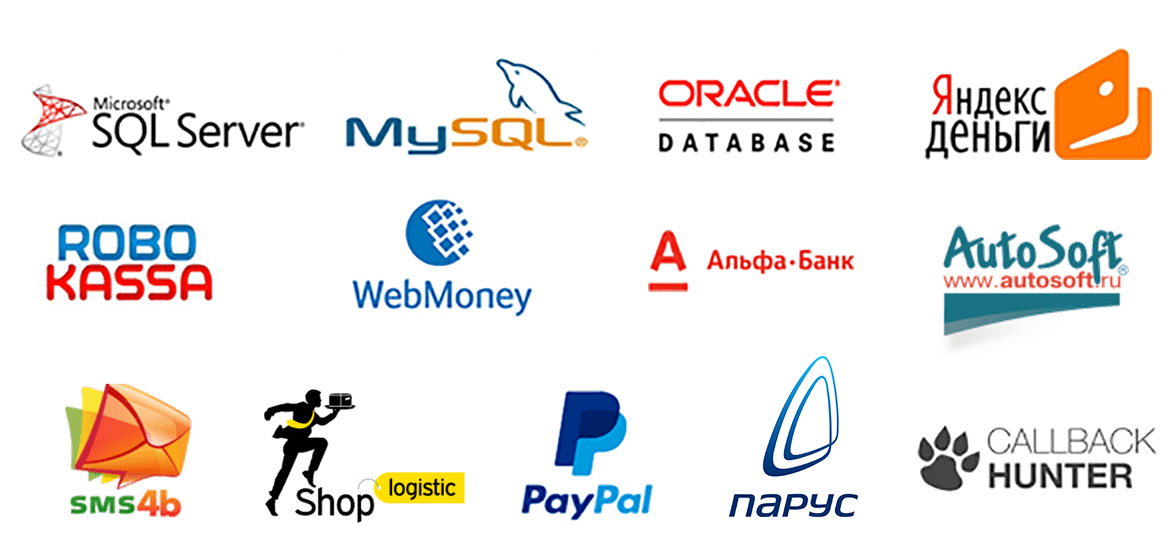 Microsoft®
SQL Server®
MySQL®
ORACLE®
DATABASE
Яндекс
деньги
ROBO
KASSA
WebMoney
А
Альфа·Банк
AutoSoft®
www.autosoft.ru
sms4b
Shop
logistic
PayPal
ПАРУС
CALLBACK
HUNTER